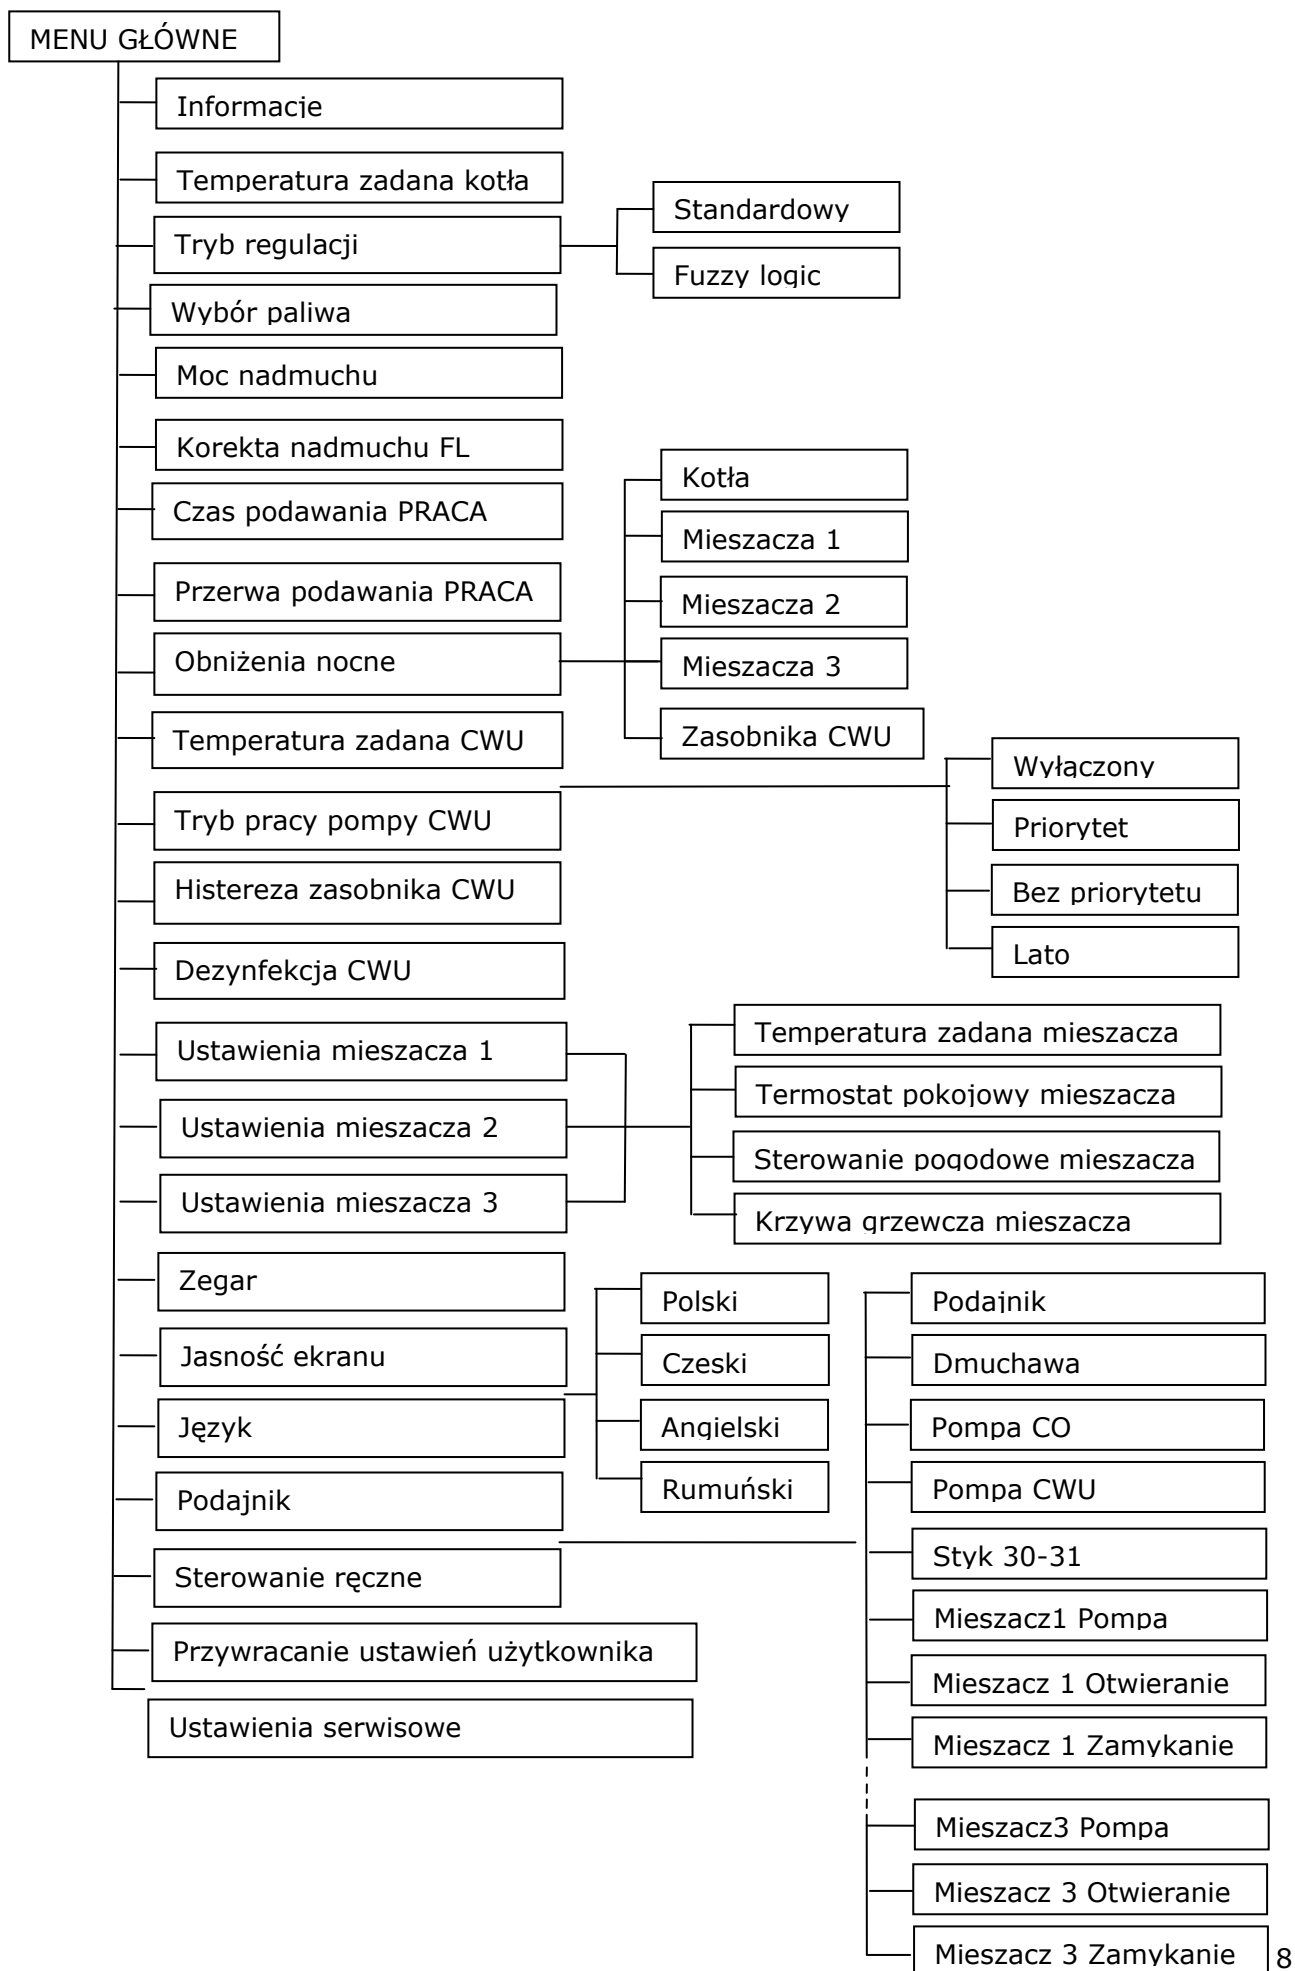 MENU GŁÓWNE
Informacje
Temperatura zadana kotła
Tryb regulacji
Standardowy
Fuzzy logic
Wybór paliwa
Moc nadmuchu
Korekta nadmuchu FL
Czas podawania PRACA
Przerwa podawania PRACA
Obniżenia nocne
Kotła
Mieszacza 1
Mieszacza 2
Mieszacza 3
Zasobnika CWU
Temperatura zadana CWU
Tryb pracy pompy CWU
Wyłączony
Priorytet
Bez priorytetu
Lato
Histereza zasobnika CWU
Dezynfekcja CWU
Ustawienia mieszacza 1
Ustawienia mieszacza 2
Ustawienia mieszacza 3
Temperatura zadana mieszacza
Termostat pokojowy mieszacza
Sterowanie pogodowe mieszacza
Krzywa grzewcza mieszacza
Zegar
Jasność ekranu
Język
Polski
Czeski
Angielski
Rumuński
Podajnik
Sterowanie ręczne
Podajnik
Dmuchawa
Pompa CO
Pompa CWU
Styk 30-31
Mieszacz1 Pompa
Mieszacz 1 Otwieranie
Mieszacz 1 Zamykanie
Mieszacz3 Pompa
Mieszacz 3 Otwieranie
Mieszacz 3 Zamykanie
Przywracanie ustawień użytkownika
Ustawienia serwisowe
8